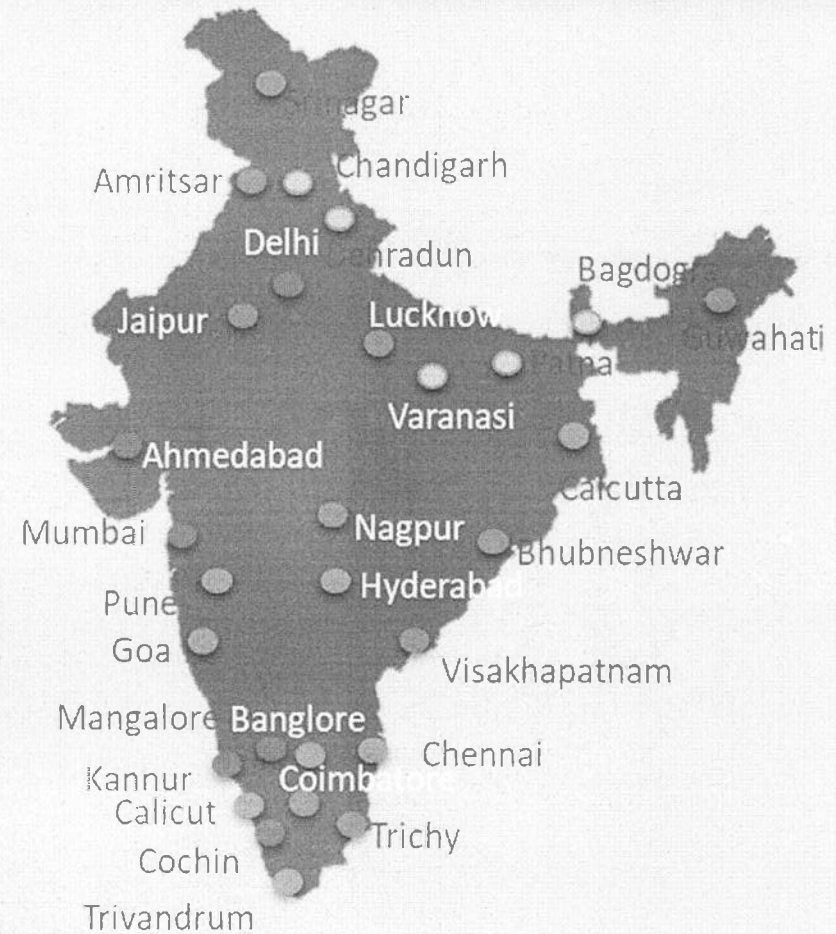 Srinagar
Chandigarh
Amritsar
Delhi
Dehradun
Bagdogra
Jaipur
Lucknow
Guwahati
Patna
Varanasi
Ahmedabad
Calcutta
Mumbai
Nagpur
Bhubneshwar
Hyderabad
Pune
Goa
Visakhapatnam
Mangalore
Banglore
Chennai
Kannur
Coimbatore
Calicut
Trichy
Cochin
Trivandrum